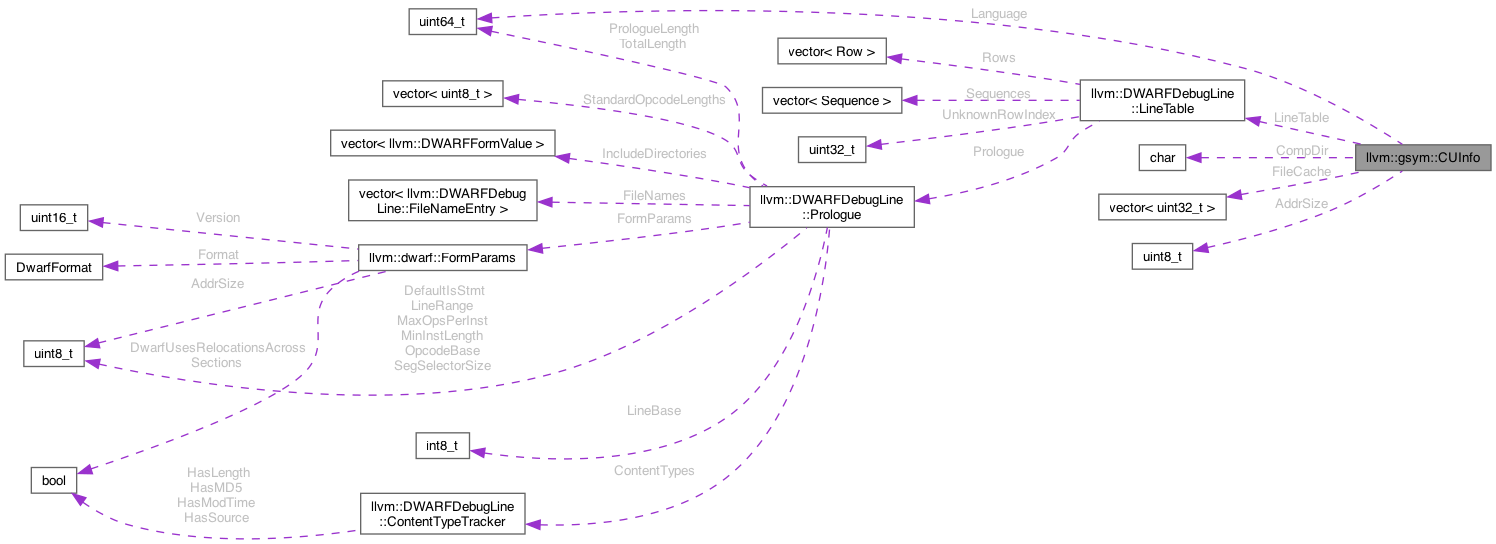 uint64_t
Language
PrologueLength
TotalLength
vector< Row >
Rows
vector< uint8_t >
StandardOpcodeLengths
vector< Sequence >
Sequences
llvm::DWARFDebugLine
::LineTable
UnknownRowIndex
LineTable
vector< llvm::DWARFFormValue >
IncludeDirectories
uint32_t
Prologue
char
CompDir
llvm::gsym::CUInfo
vector< llvm::DWARFDebug
Line::FileNameEntry >
FileNames
llvm::DWARFDebugLine
::Prologue
FileCache
vector< uint32_t >
AddrSize
uint16_t
Version
FormParams
uint8_t
DwarfFormat
Format
llvm::dwarf::FormParams
AddrSize
DefaultIsStmt
LineRange
MaxOpsPerInst
MinInstLength
OpcodeBase
SegSelectorSize
uint8_t
DwarfUsesRelocationsAcross
Sections
LineBase
int8_t
bool
HasLength
HasMD5
HasModTime
HasSource
ContentTypes
llvm::DWARFDebugLine
::ContentTypeTracker